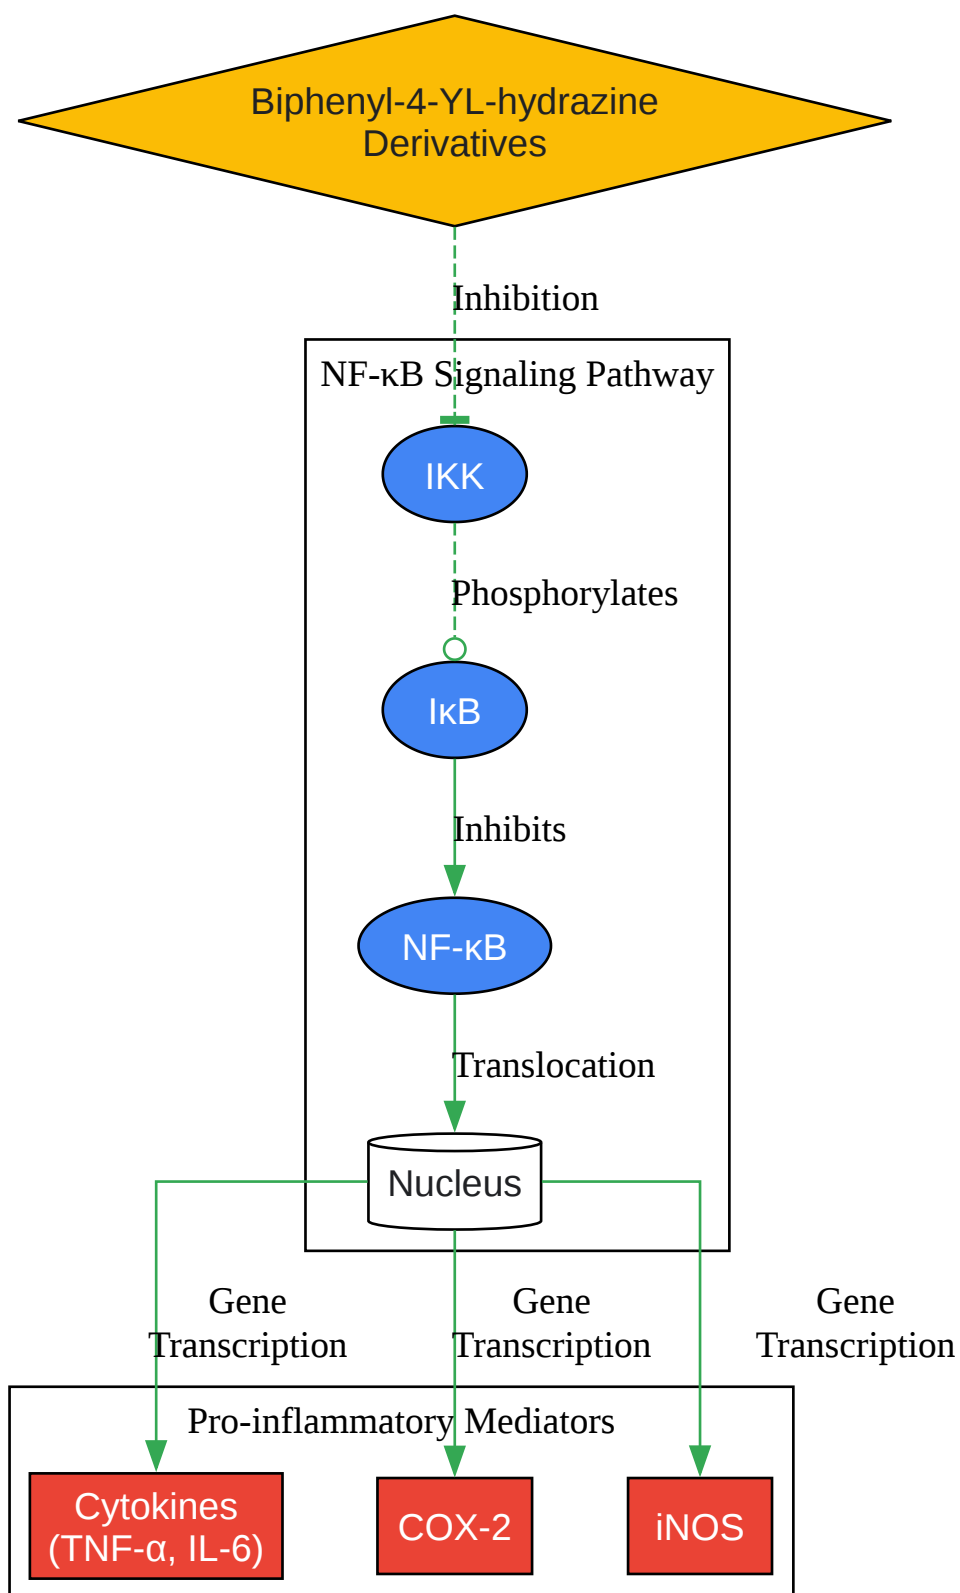 Biphenyl-4-YL-hydrazine
Derivatives
Inhibition
NF-κB Signaling Pathway
IKK
Phosphorylates
IκB
Inhibits
NF-κB
Translocation
Nucleus
Gene
Transcription
Gene
Transcription
Gene
Transcription
Pro-inflammatory Mediators
Cytokines
(TNF-α, IL-6)
COX-2
iNOS